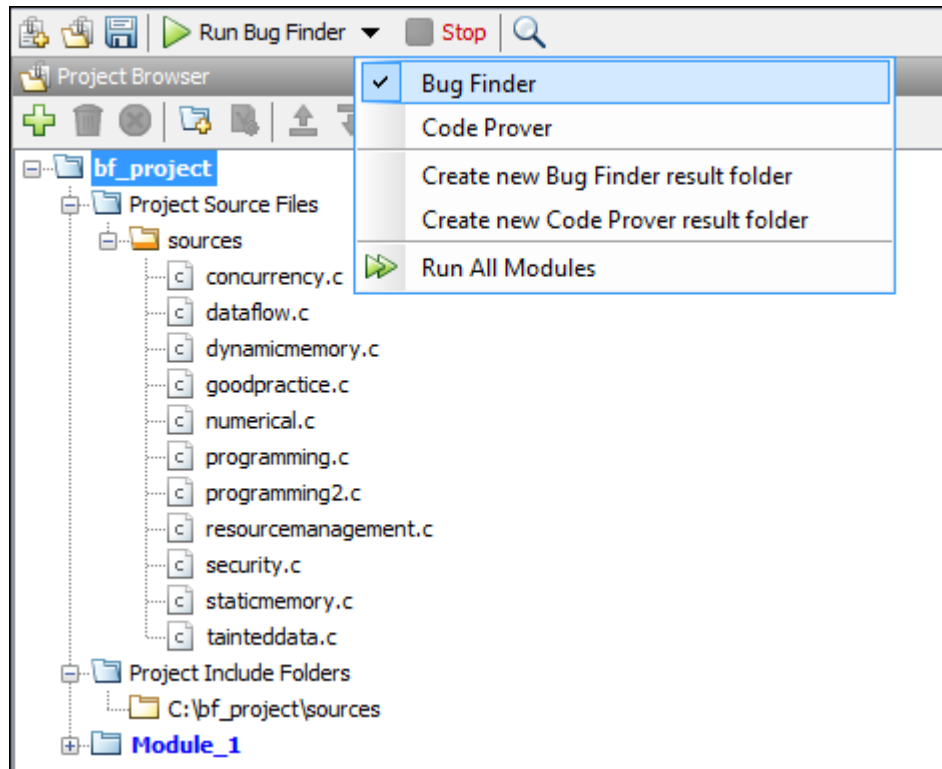 Run Bug Finder Stop
Project Browser
Bug Finder
Code Prover
Create new Bug Finder result folder
Create new Code Prover result folder
Run All Modules
bf_project
Project Source Files
sources
c concurrency.c
c dataflow.c
c dynamicmemory.c
c goodpractice.c
c numerical.c
c programming.c
c programming2.c
c resourcemanagement.c
c security.c
c staticmemory.c
c tainteddata.c
Project Include Folders
C:\bf_project\sources
Module_1